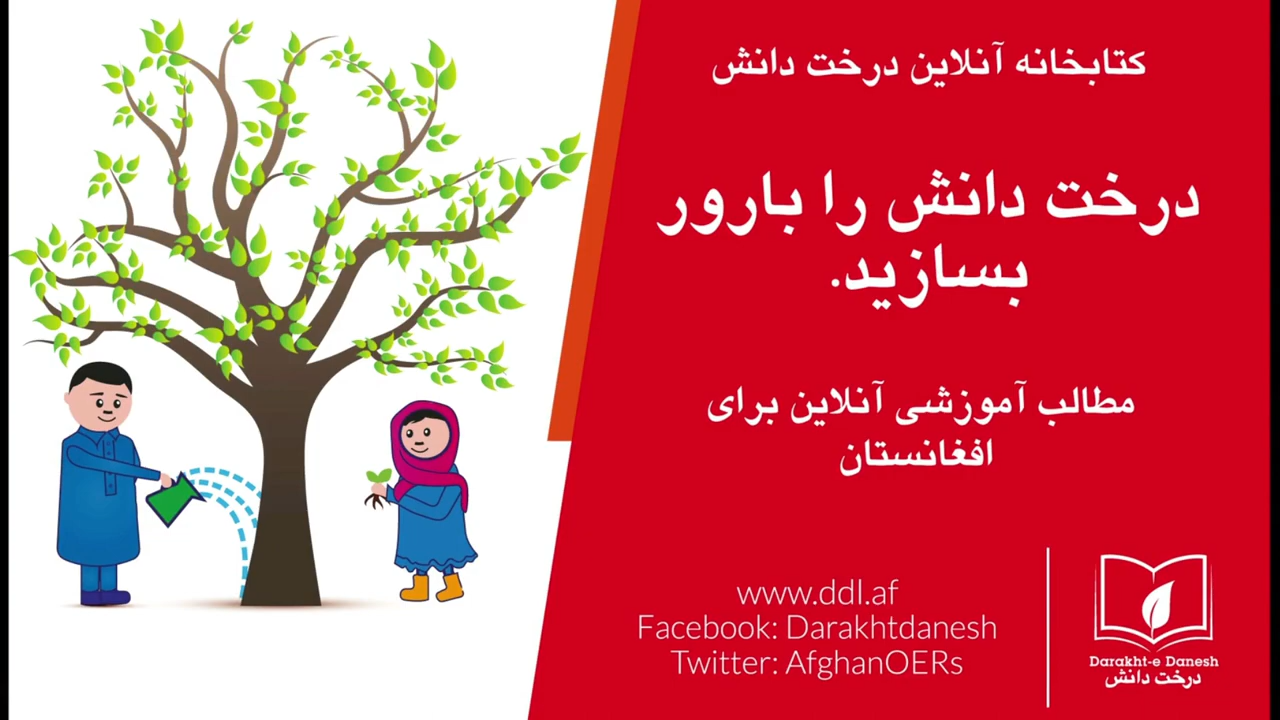 کتابخانه آنلاین درخت دانش
درخت دانش را بارور
بسازید.
مطالب آموزشی آنلاین برای
افغانستان
www.ddl.af
Facebook: Darakhtdanesh
Twitter: AfghanOERs
Darakht-e Danesh
درخت دانش